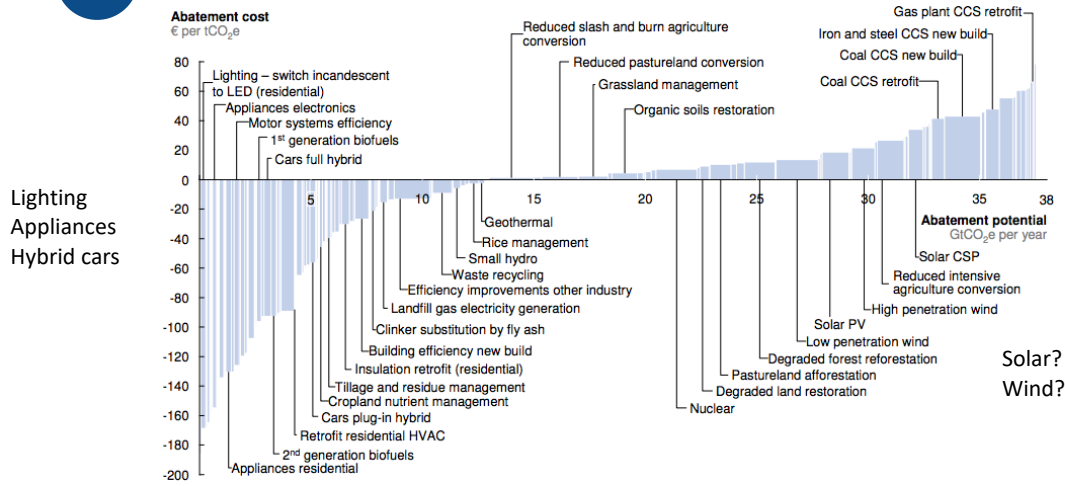 Abatement cost
€ per tCO₂e
Gas plant CCS retrofit
Reduced slash and burn agriculture
conversion
Iron and steel CCS new build
Coal CCS new build
Reduced pastureland conversion
Coal CCS retrofit
Grassland management
Organic soils restoration
Lighting – switch incandescent
to LED (residential)
Appliances electronics
Motor systems efficiency
1st generation biofuels
Cars full hybrid
80
60
40
20
0
-20
-40
-60
-80
-100
-120
-140
-160
-180
-200
5
10
15
20
25
30
35
38
Abatement potential
GtCO₂e per year
Lighting
Appliances
Hybrid cars
Geothermal
Rice management
Small hydro
Waste recycling
Efficiency improvements other industry
Landfill gas electricity generation
Clinker substitution by fly ash
Building efficiency new build
Insulation retrofit (residential)
Tillage and residue management
Cropland nutrient management
Cars plug-in hybrid
Retrofit residential HVAC
2nd generation biofuels
Appliances residential
Solar CSP
Reduced intensive
agriculture conversion
High penetration wind
Solar PV
Low penetration wind
Degraded forest reforestation
Pastureland afforestation
Degraded land restoration
Nuclear
Solar?
Wind?